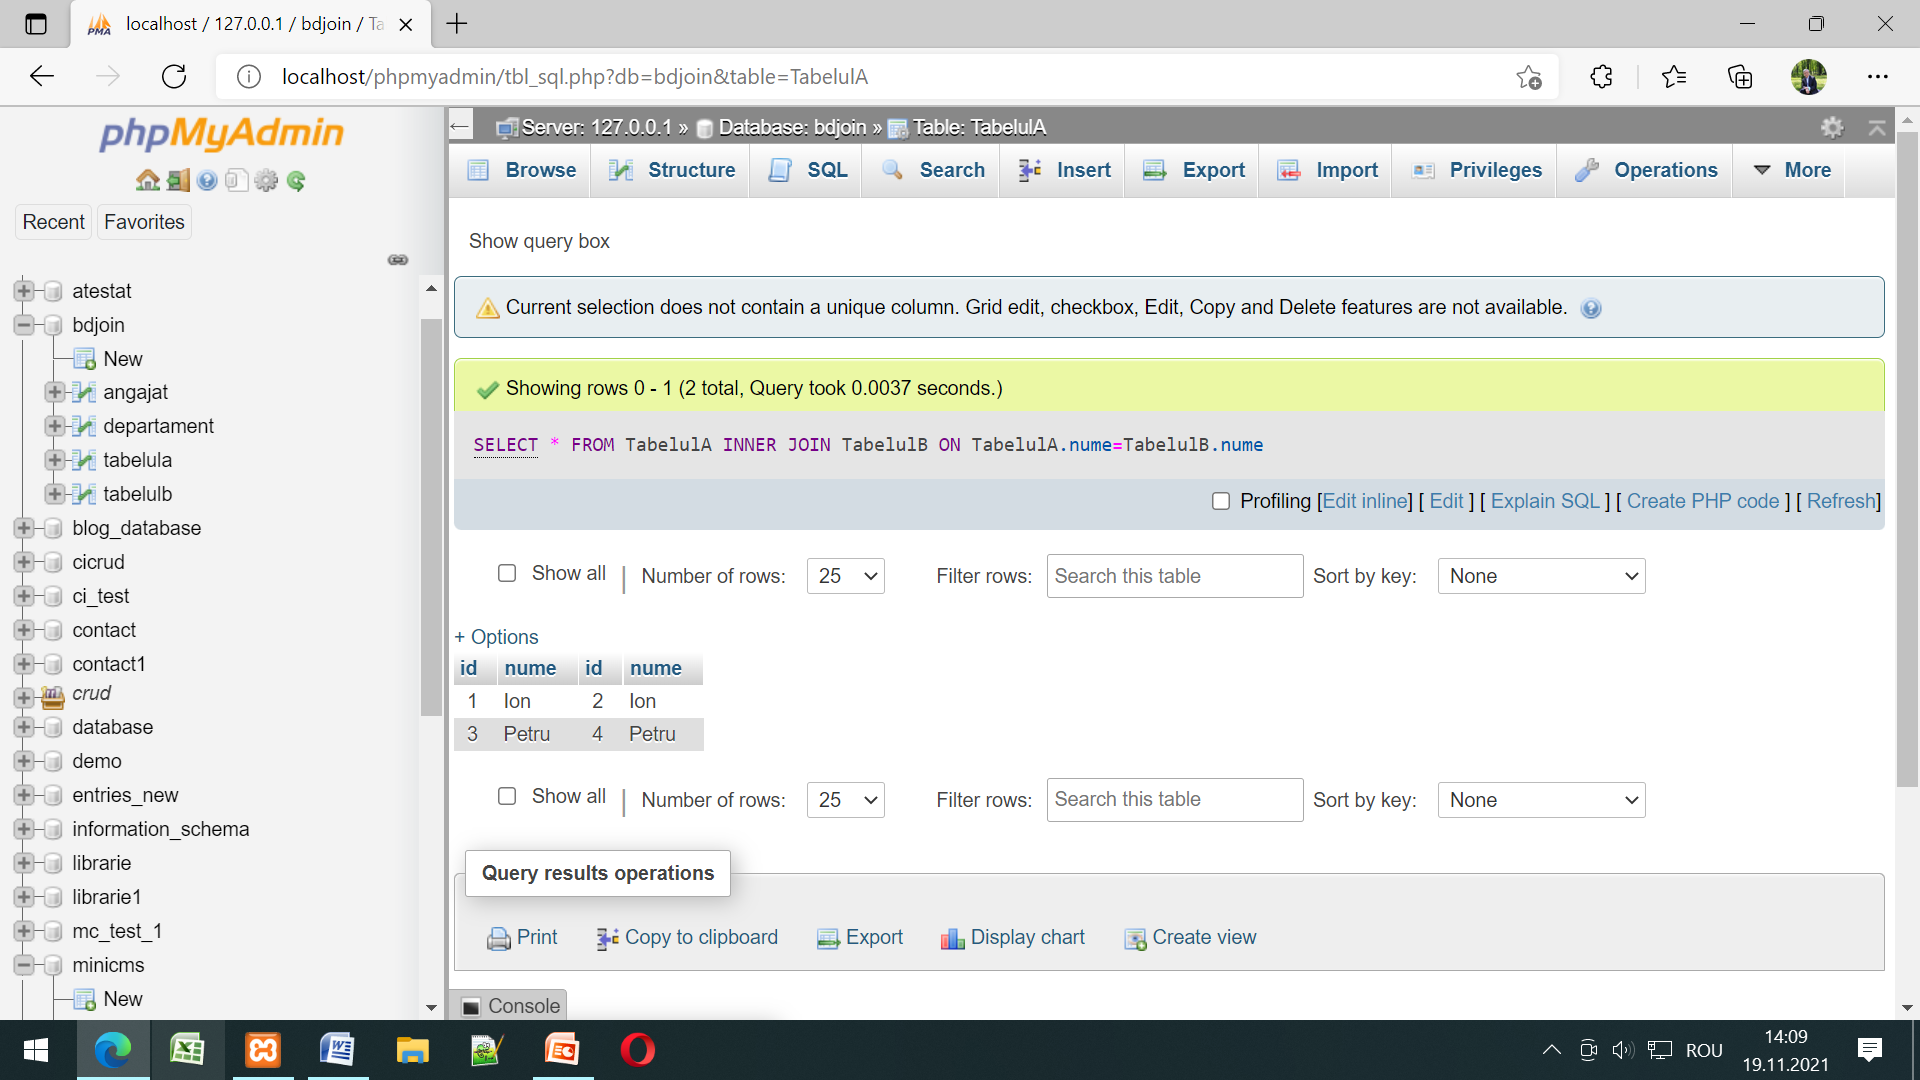 localhost / 127.0.0.1 / bdjoin / Ta
localhost/phpmyadmin/tbl_sql.php?db=bdjoin&table=TabelulA
phpMyAdmin
Recent Favorites
atestat
bdjoin
New
angajat
departament
tabelula
tabelulb
blog_database
cicrud
ci_test
contact
contact1
crud
database
demo
entries_new
information_schema
librarie
librarie1
mc_test_1
minicms
New
Server: 127.0.0.1 » Database: bdjoin » Table: TabelulA
Browse Structure SQL Search Insert Export Import Privileges Operations More
Show query box
Current selection does not contain a unique column. Grid edit, checkbox, Edit, Copy and Delete features are not available.
Showing rows 0 - 1 (2 total, Query took 0.0037 seconds.)
SELECT * FROM TabelulA INNER JOIN TabelulB ON TabelulA.nume=TabelulB.nume
Profiling [Edit inline] [ Edit ] [ Explain SQL ] [ Create PHP code ] [ Refresh]
Show all | Number of rows: 25 Filter rows: Search this table Sort by key: None
+ Options
id nume id nume
1 Ion 2 Ion
3 Petru 4 Petru
Show all | Number of rows: 25 Filter rows: Search this table Sort by key: None
Query results operations
Print Copy to clipboard Export Display chart Create view
Console
ROU
14:09
19.11.2021